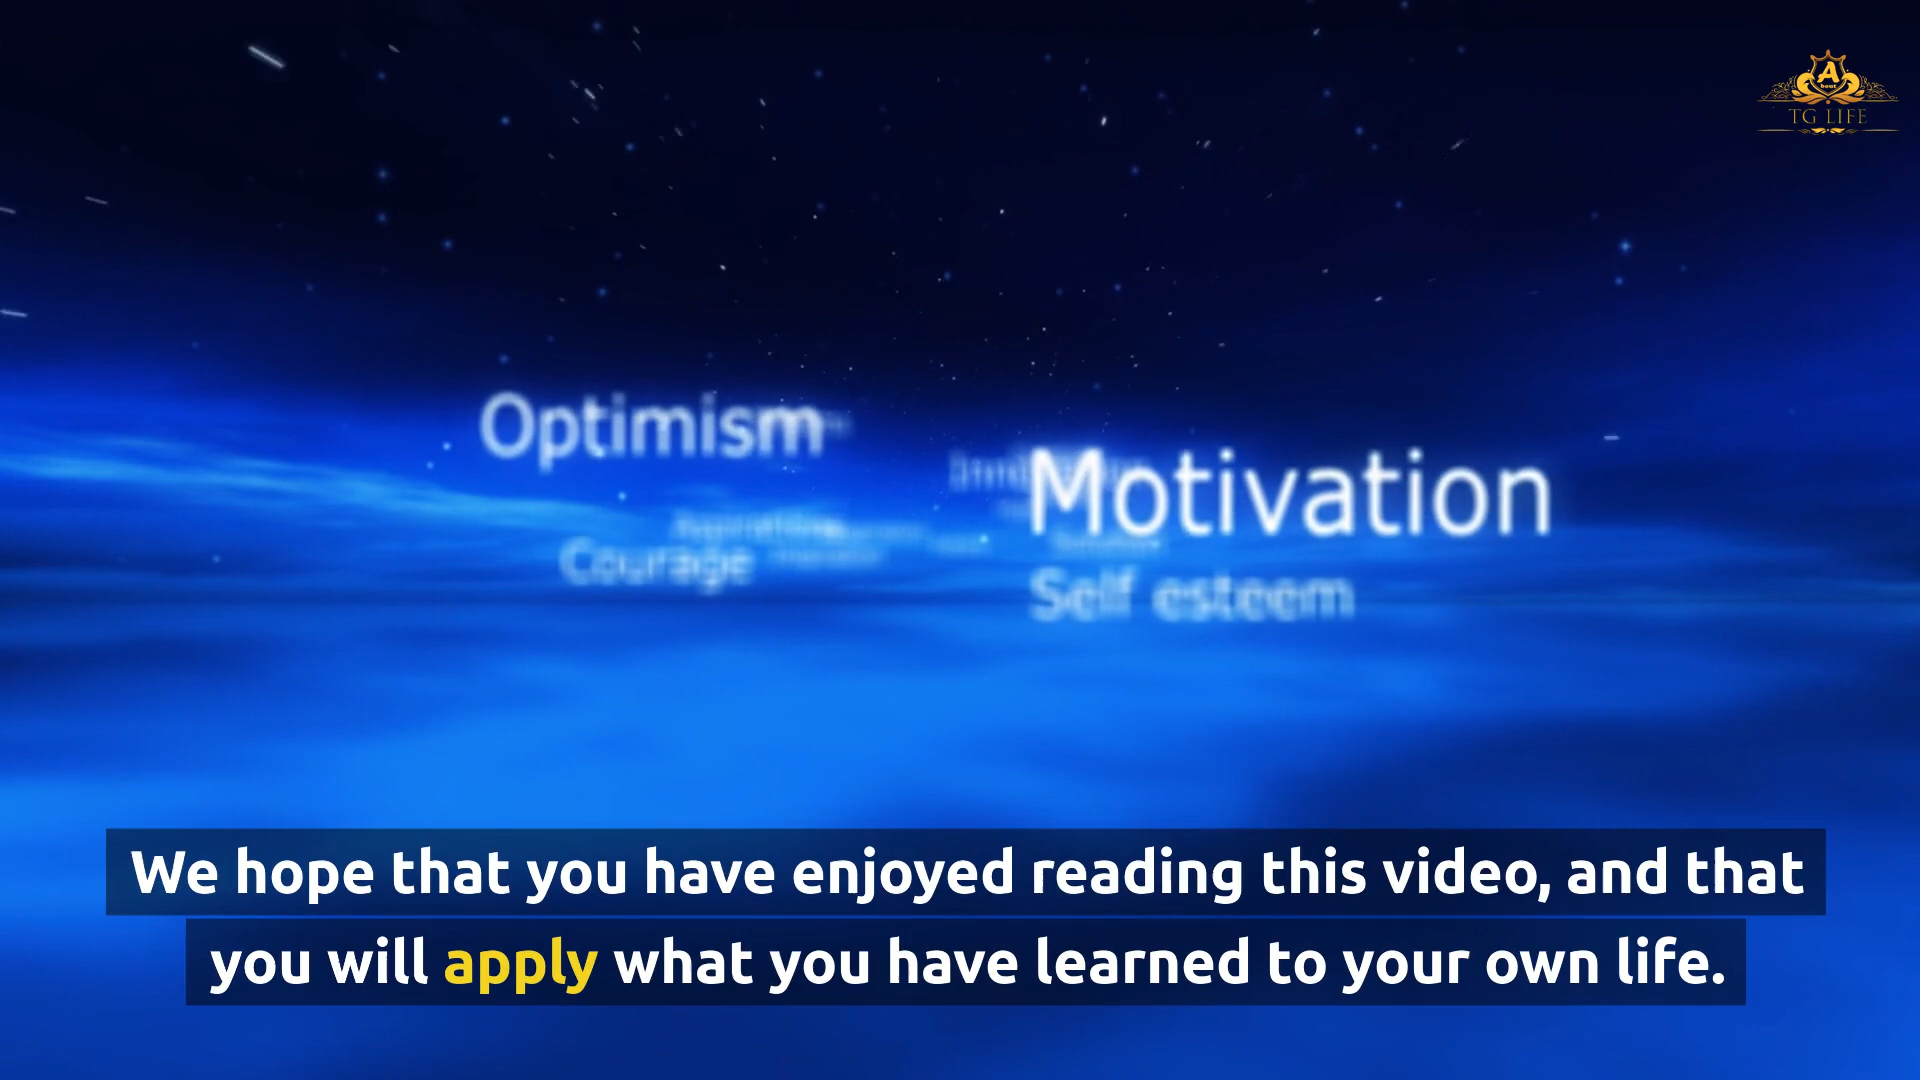 A
bout
TG LIFE
Optimism
Motivation
Courage
Self esteem
We hope that you have enjoyed reading this video, and that
you will apply what you have learned to your own life.